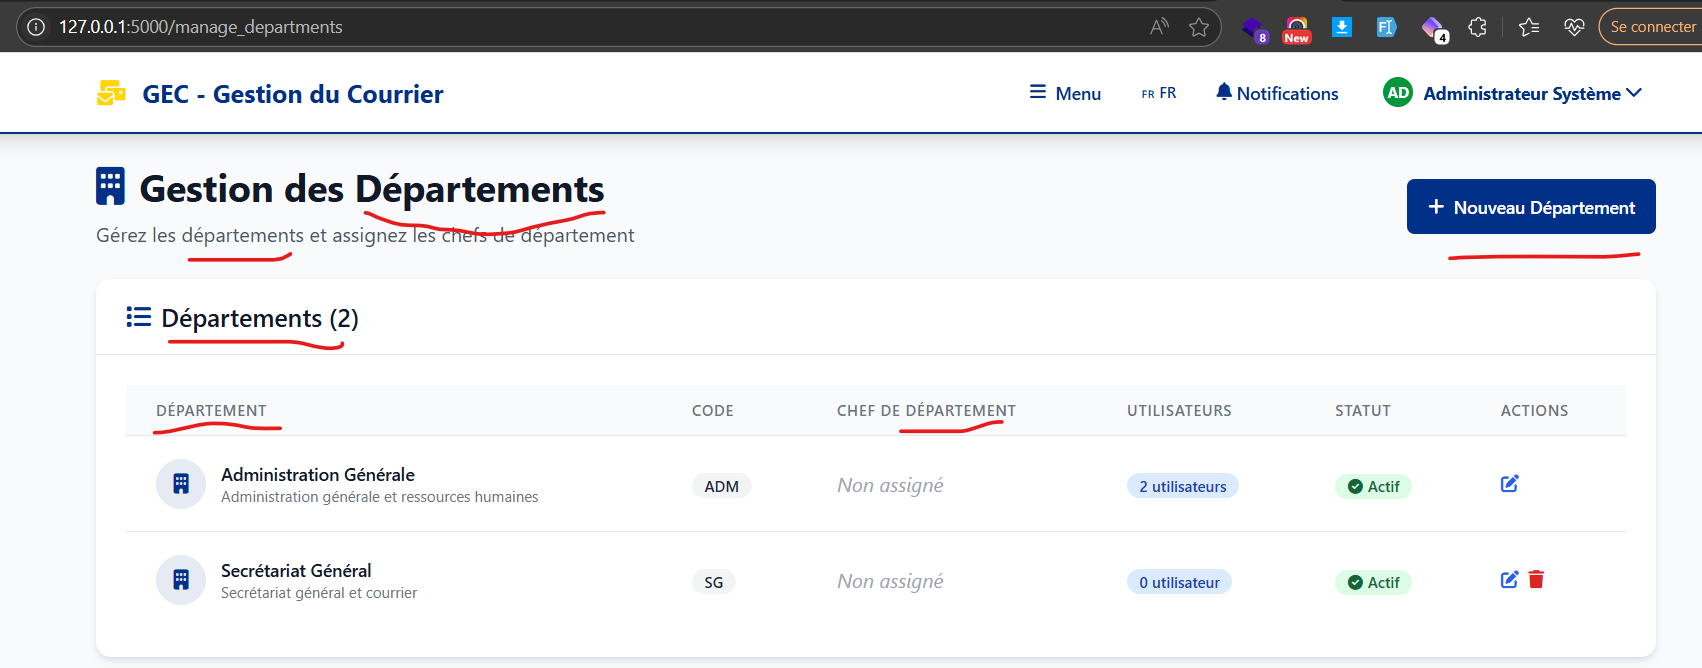 127.0.0.1:5000/manage_departments
8
New
4
Se connecter
GEC - Gestion du Courrier
Menu
FR FR
Notifications
AD
Administrateur Système
Gestion des Départements
Gérez les départements et assignez les chefs de département
+ Nouveau Département
Départements (2)
DÉPARTEMENT CODE CHEF DE DÉPARTEMENT UTILISATEURS STATUT ACTIONS
Administration Générale
Administration générale et ressources humaines
ADM
Non assigné
2 utilisateurs
Actif
Secrétariat Général
Secrétariat général et courrier
SG
Non assigné
0 utilisateur
Actif